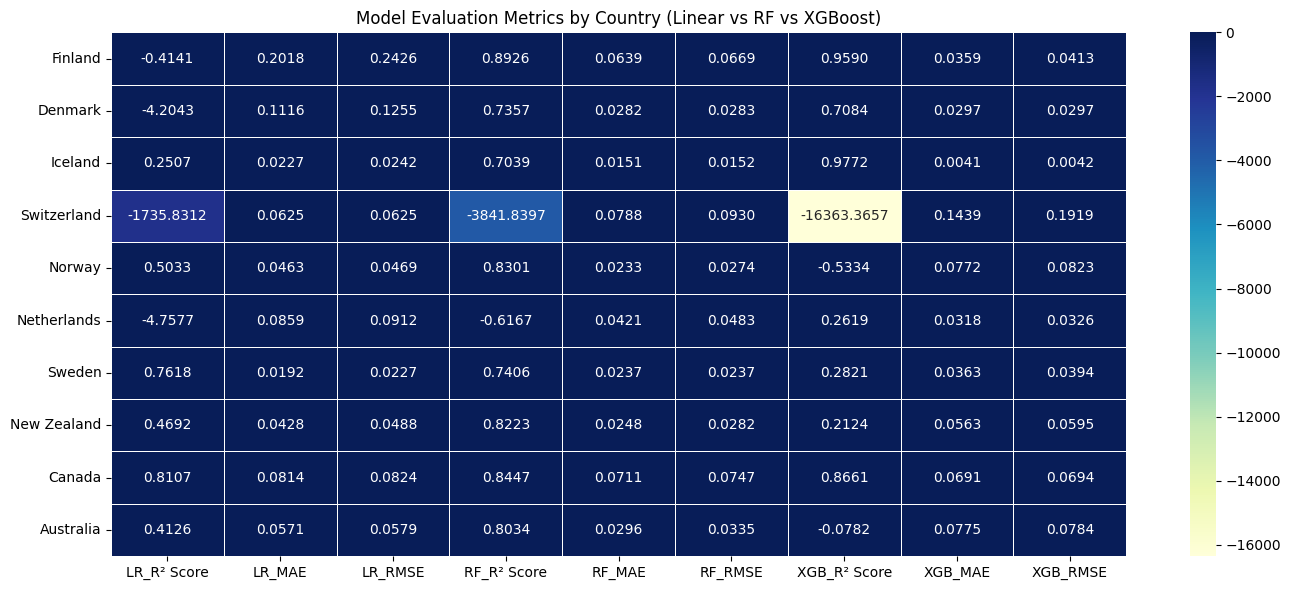 Model Evaluation Metrics by Country (Linear vs RF vs XGBoost)
Finland -0.4141 0.2018 0.2426 0.8926 0.0639 0.0669 0.9590 0.0359 0.0413
Denmark -4.2043 0.1116 0.1255 0.7357 0.0282 0.0283 0.7084 0.0297 0.0297
Iceland 0.2507 0.0227 0.0242 0.7039 0.0151 0.0152 0.9772 0.0041 0.0042
Switzerland -1735.8312 0.0625 0.0625 -3841.8397 0.0788 0.0930 -16363.3657 0.1439 0.1919
Norway 0.5033 0.0463 0.0469 0.8301 0.0233 0.0274 -0.5334 0.0772 0.0823
Netherlands -4.7577 0.0859 0.0912 -0.6167 0.0421 0.0483 0.2619 0.0318 0.0326
Sweden 0.7618 0.0192 0.0227 0.7406 0.0237 0.0237 0.2821 0.0363 0.0394
New Zealand 0.4692 0.0428 0.0488 0.8223 0.0248 0.0282 0.2124 0.0563 0.0595
Canada 0.8107 0.0814 0.0824 0.8447 0.0711 0.0747 0.8661 0.0691 0.0694
Australia 0.4126 0.0571 0.0579 0.8034 0.0296 0.0335 -0.0782 0.0775 0.0784
LR_R² Score LR_MAE LR_RMSE RF_R² Score RF_MAE RF_RMSE XGB_R² Score XGB_MAE XGB_RMSE
0
−2000
−4000
−6000
−8000
−10000
−12000
−14000
−16000